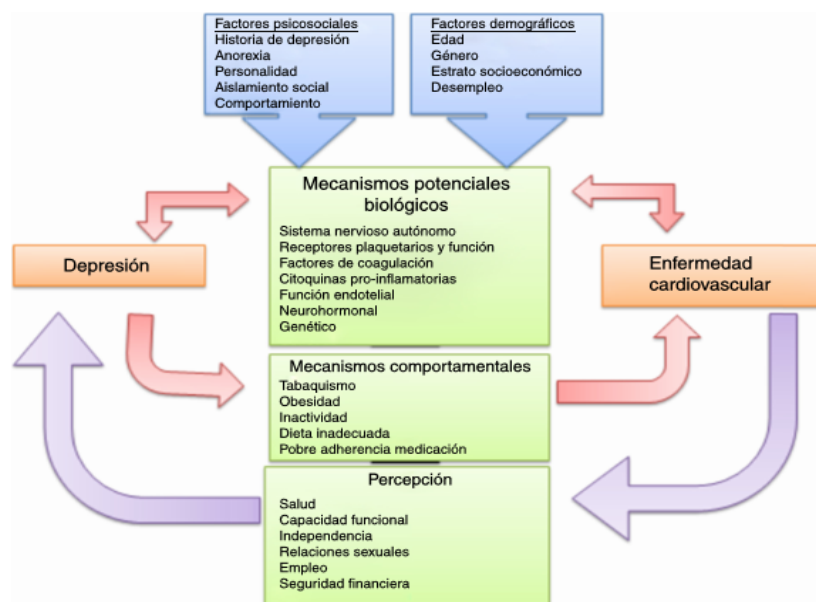 Factores psicosociales
Historia de depresión
Anorexia
Personalidad
Aislamiento social
Comportamiento
Factores demográficos
Edad
Género
Estrato socioeconómico
Desempleo
Mecanismos potenciales
biológicos
Sistema nervioso autónomo
Receptores plaquetarios y función
Factores de coagulación
Citoquinas pro-inflamatorias
Función endotelial
Neurohormonal
Genético
Depresión
Enfermedad
cardiovascular
Mecanismos comportamentales
Tabaquismo
Obesidad
Inactividad
Dieta inadecuada
Pobre adherencia medicación
Percepción
Salud
Capacidad funcional
Independencia
Relaciones sexuales
Empleo
Seguridad financiera